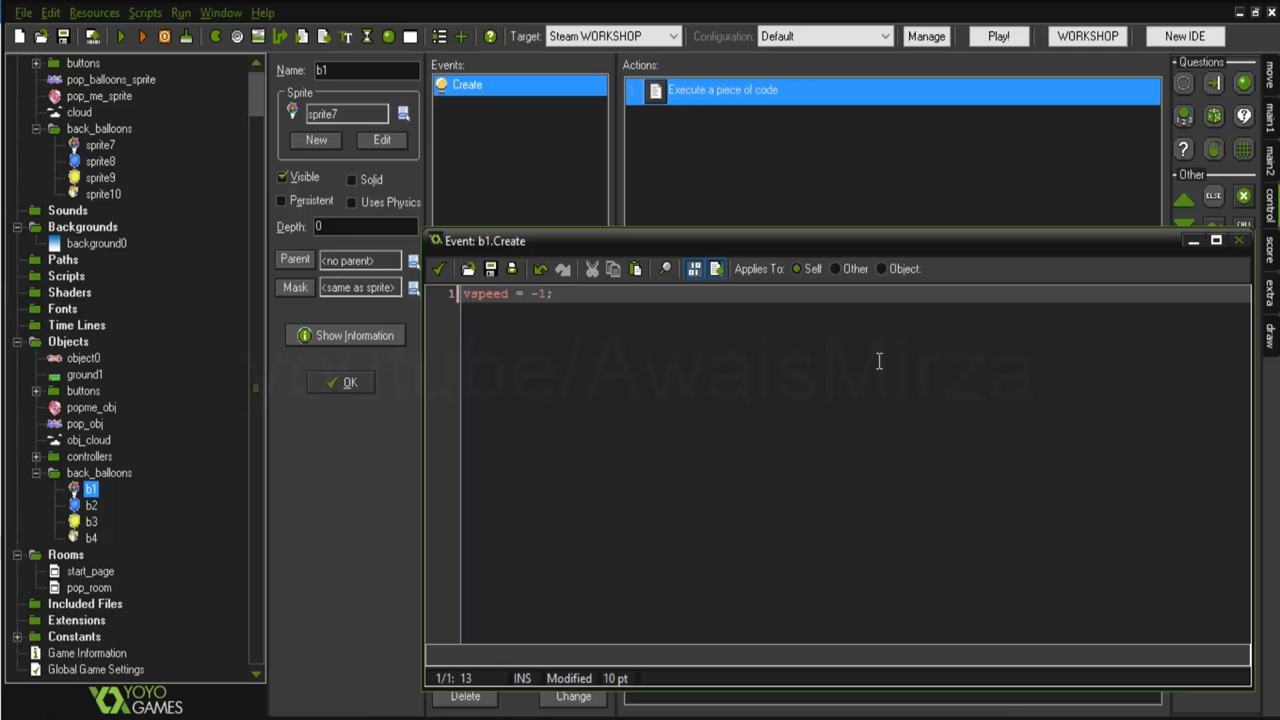 File Edit Resources Scripts Run Window Help
Target: Steam WORKSHOP Configuration: Default Manage Play! WORKSHOP New IDE
buttons
pop_balloons_sprite
pop_me_sprite
cloud
back_balloons
sprite7
sprite8
sprite9
sprite10
Sounds
Backgrounds
background0
Paths
Scripts
Shaders
Fonts
Time Lines
Objects
object0
ground1
buttons
popme_obj
pop_obj
obj_cloud
controllers
back_balloons
b1
b2
b3
b4
Rooms
start_page
pop_room
Included Files
Extensions
Constants
Game Information
Global Game Settings
YOYO
GAMES
Name: b1
Sprite
sprite7
New Edit
Visible Solid
Persistent Uses Physics
Depth: 0
Parent <no parent>
Mask <same as sprite>
Show Information
OK
Events:
Create
Actions:
Execute a piece of code
Questions
Other
ELSE
move
main1
main2
control
score
extra
draw
Event: b1.Create
Applies To: Self Other Object:
1 vspeed = -1;
youtube/AwaisMirza
1/1: 13 INS Modified 10 pt
Delete Change